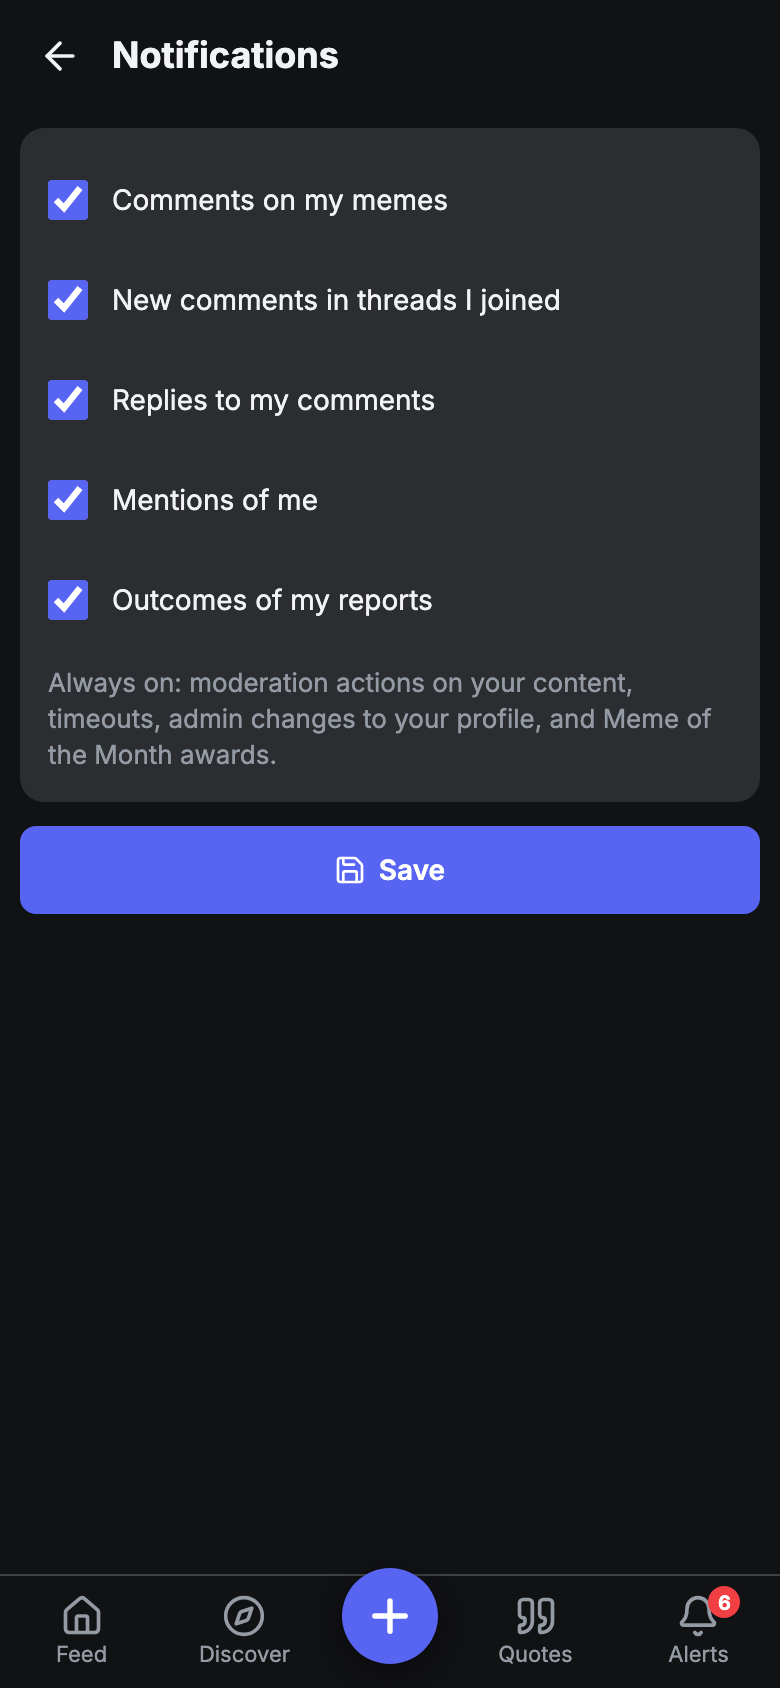 Notifications
Comments on my memes
New comments in threads I joined
Replies to my comments
Mentions of me
Outcomes of my reports
Always on: moderation actions on your content,
timeouts, admin changes to your profile, and Meme of
the Month awards.
Save
6
Feed
Discover
Quotes
Alerts